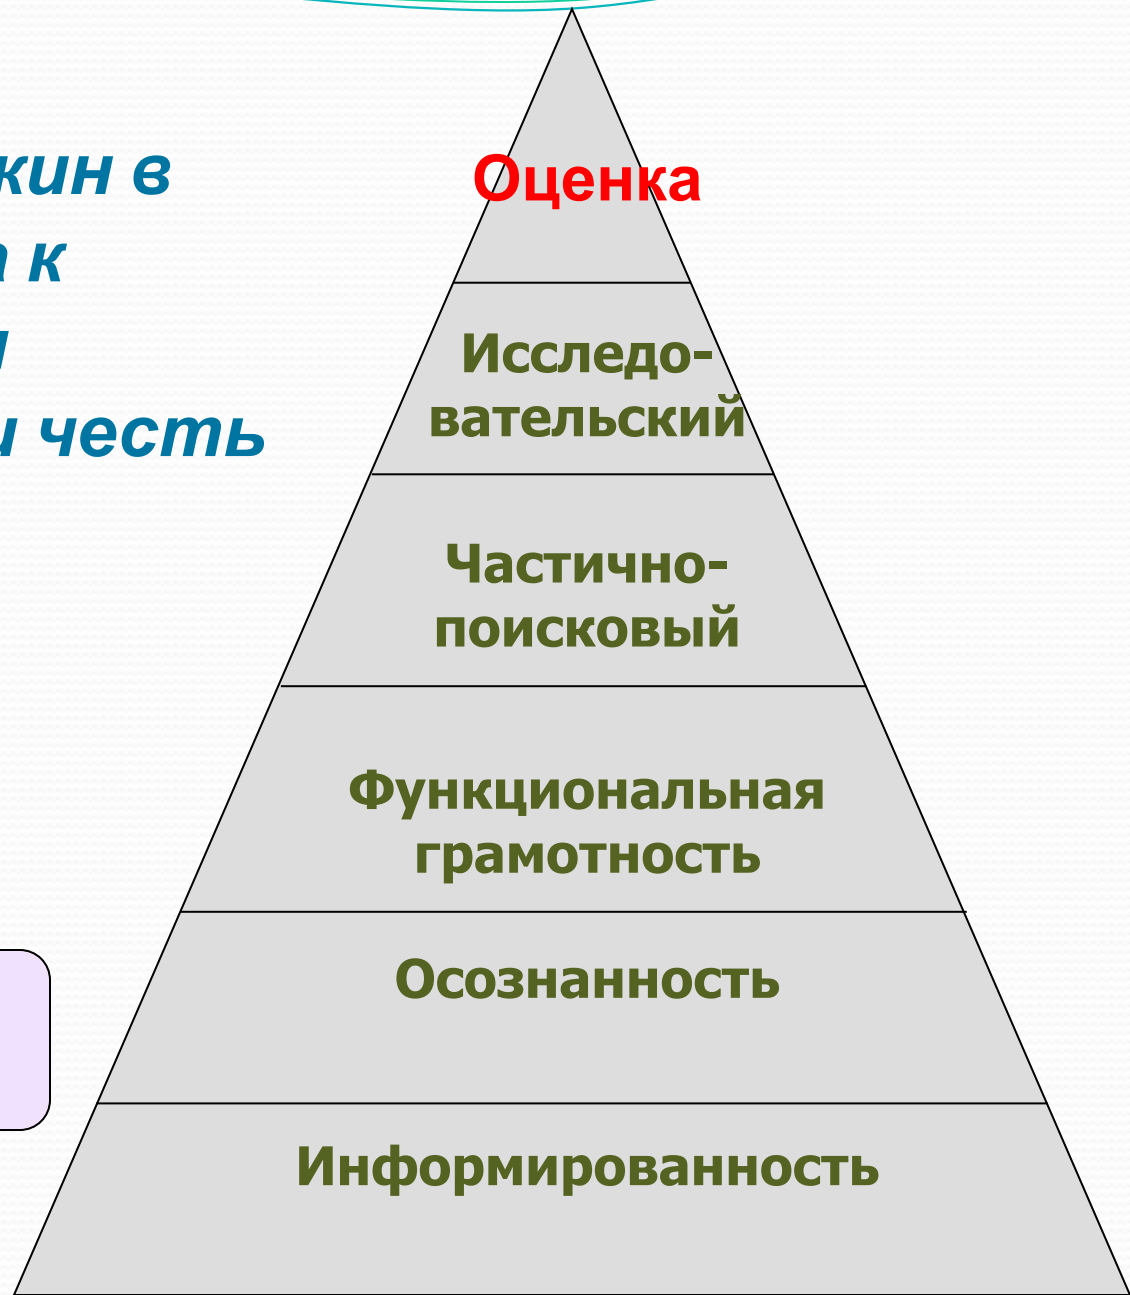 кин в
к
и честь
Оценка
Исследо-
вательский
Частично-
поисковый
Функциональная
грамотность
Осознанность
Информированность